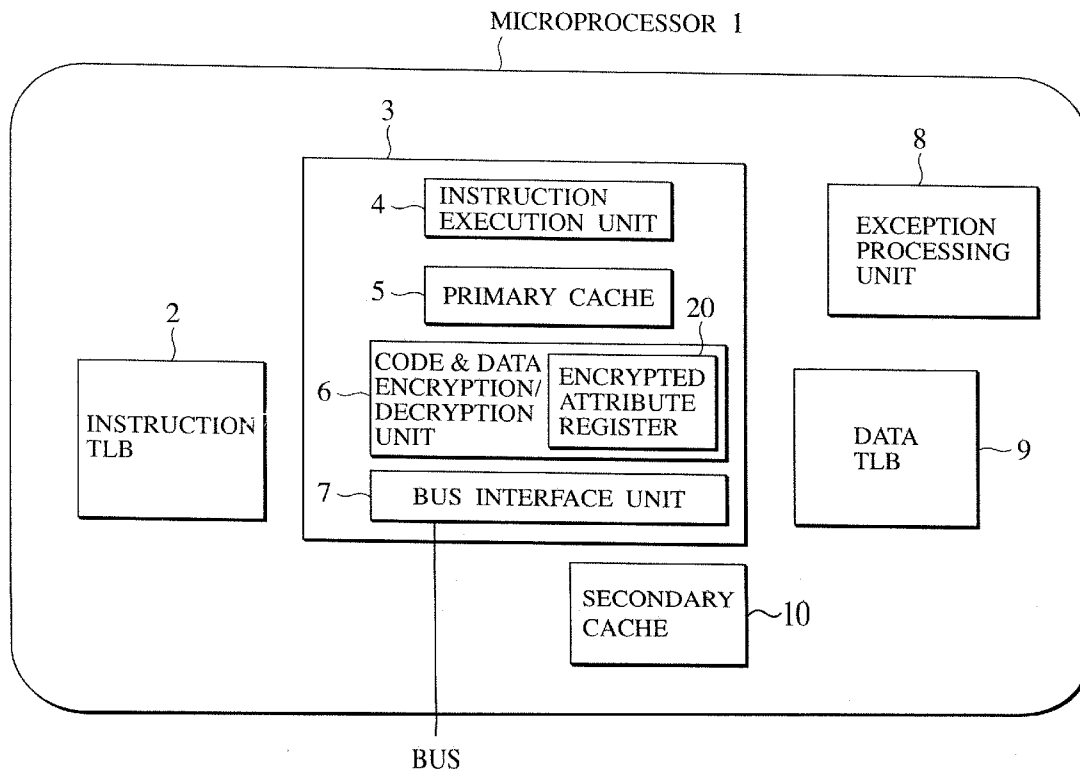 MICROPROCESSOR 1
3
8
4
INSTRUCTION
EXECUTION UNIT
EXCEPTION
PROCESSING
UNIT
5
PRIMARY CACHE
2
20
INSTRUCTION
TLB
6
CODE & DATA
ENCRYPTION/
DECRYPTION
UNIT
ENCRYPTED
ATTRIBUTE
REGISTER
DATA
TLB
9
7
BUS INTERFACE UNIT
SECONDARY
CACHE
10
BUS